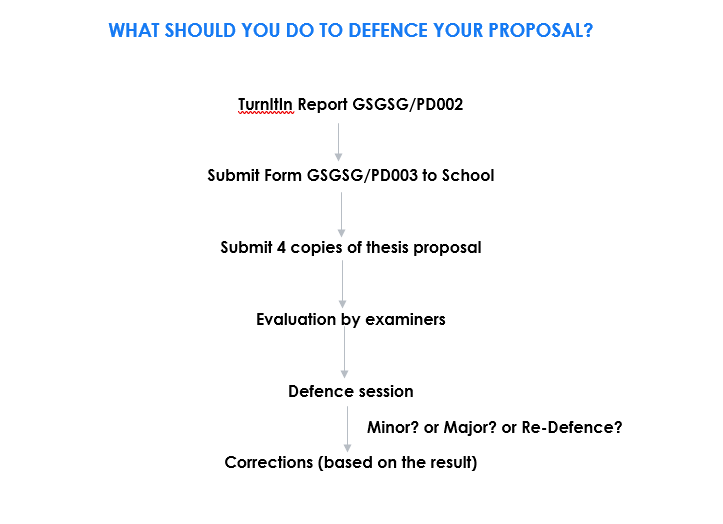 WHAT SHOULD YOU DO TO DEFENCE YOUR PROPOSAL?
TurnItIn Report GSGSG/PD002
Submit Form GSGSG/PD003 to School
Submit 4 copies of thesis proposal
Evaluation by examiners
Defence session
Minor? or Major? or Re-Defence?
Corrections (based on the result)